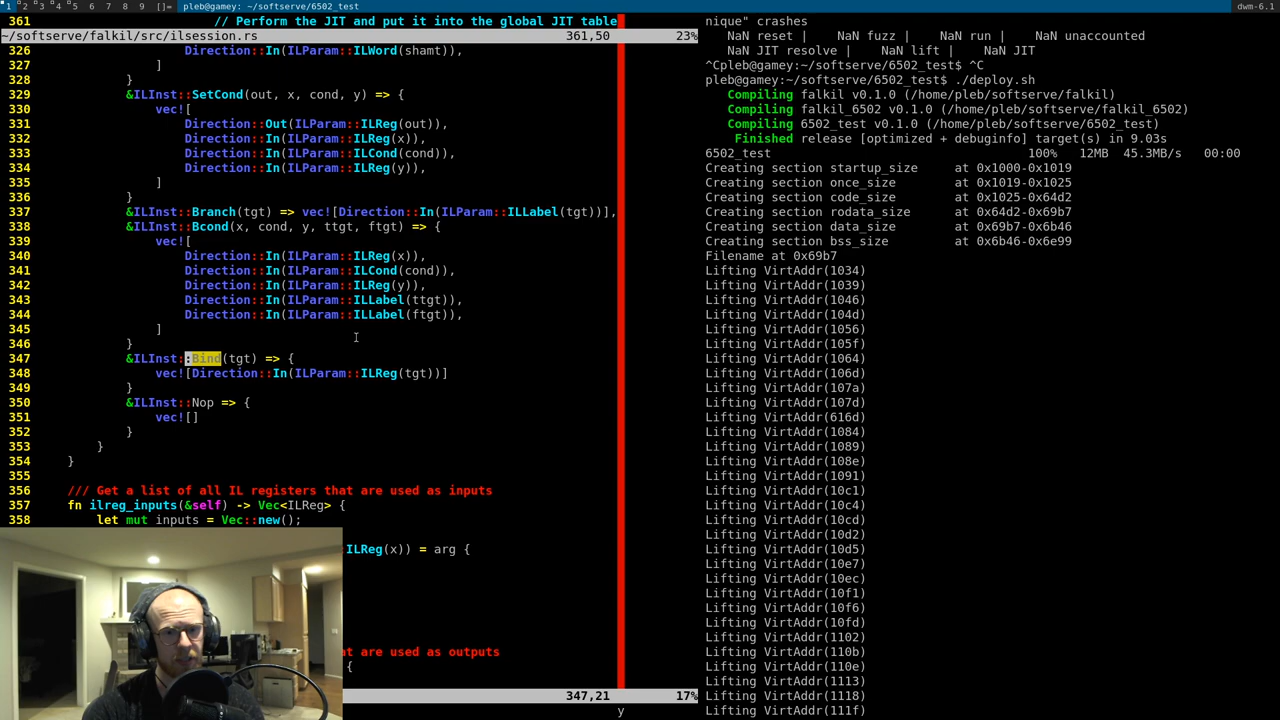 1 2 3 4 5 6 7 8 9 []= pleb@gamey: ~/softserve/6502_test dwm-6.1
361 // Perform the JIT and put it into the global JIT table
~/softserve/falkil/src/ilsession.rs 361,50 23%
326 Direction::In(ILParam::ILWord(shamt)),
327 ]
328 }
329 &ILInst::SetCond(out, x, cond, y) => {
330 vec![
331 Direction::Out(ILParam::ILReg(out)),
332 Direction::In(ILParam::ILReg(x)),
333 Direction::In(ILParam::ILCond(cond)),
334 Direction::In(ILParam::ILReg(y)),
335 ]
336 }
337 &ILInst::Branch(tgt) => vec![Direction::In(ILParam::ILLabel(tgt))],
338 &ILInst::Bcond(x, cond, y, ttgt, ftgt) => {
339 vec![
340 Direction::In(ILParam::ILReg(x)),
341 Direction::In(ILParam::ILCond(cond)),
342 Direction::In(ILParam::ILReg(y)),
343 Direction::In(ILParam::ILLabel(ttgt)),
344 Direction::In(ILParam::ILLabel(ftgt)),
345 ]
346 }
347 &ILInst::Bind(tgt) => {
348 vec![Direction::In(ILParam::ILReg(tgt))]
349 }
350 &ILInst::Nop => {
351 vec![]
352 }
353 }
354 }
355
356 /// Get a list of all IL registers that are used as inputs
357 fn ilreg_inputs(&self) -> Vec<ILReg> {
358 let mut inputs = Vec::new();
ILReg(x)) = arg {
at are used as outputs
{
347,21 17%
y
nique" crashes
NaN reset | NaN fuzz | NaN run | NaN unaccounted
NaN JIT resolve | NaN lift | NaN JIT
^Cpleb@gamey:~/softserve/6502_test$ ^C
pleb@gamey:~/softserve/6502_test$ ./deploy.sh
Compiling falkil v0.1.0 (/home/pleb/softserve/falkil)
Compiling falkil_6502 v0.1.0 (/home/pleb/softserve/falkil_6502)
Compiling 6502_test v0.1.0 (/home/pleb/softserve/6502_test)
Finished release [optimized + debuginfo] target(s) in 9.03s
6502_test 100% 12MB 45.3MB/s 00:00
Creating section startup_size at 0x1000-0x1019
Creating section once_size at 0x1019-0x1025
Creating section code_size at 0x1025-0x64d2
Creating section rodata_size at 0x64d2-0x69b7
Creating section data_size at 0x69b7-0x6b46
Creating section bss_size at 0x6b46-0x6e99
Filename at 0x69b7
Lifting VirtAddr(1034)
Lifting VirtAddr(1039)
Lifting VirtAddr(1046)
Lifting VirtAddr(104d)
Lifting VirtAddr(1056)
Lifting VirtAddr(105f)
Lifting VirtAddr(1064)
Lifting VirtAddr(106d)
Lifting VirtAddr(107a)
Lifting VirtAddr(107d)
Lifting VirtAddr(616d)
Lifting VirtAddr(1084)
Lifting VirtAddr(1089)
Lifting VirtAddr(108e)
Lifting VirtAddr(1091)
Lifting VirtAddr(10c1)
Lifting VirtAddr(10c4)
Lifting VirtAddr(10cd)
Lifting VirtAddr(10d2)
Lifting VirtAddr(10d5)
Lifting VirtAddr(10e7)
Lifting VirtAddr(10ec)
Lifting VirtAddr(10f1)
Lifting VirtAddr(10f6)
Lifting VirtAddr(10fd)
Lifting VirtAddr(1102)
Lifting VirtAddr(110b)
Lifting VirtAddr(110e)
Lifting VirtAddr(1113)
Lifting VirtAddr(1118)
Lifting VirtAddr(111f)